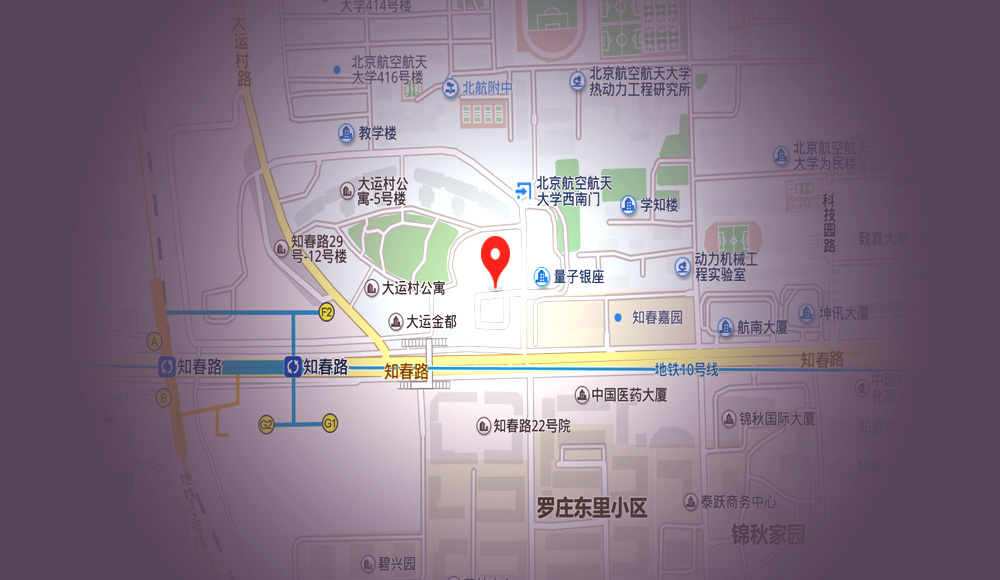 大学414号楼
大运村路
北京航空航天
大学416号楼
北航附中
北京航空航天大学
热动力工程研究所
教学楼
北京航空航天
大学为民楼
大运村公
寓-5号楼
北京航空航天
大学西南门
学知楼
科技园路
知春路29
号-12号楼
致真大厦
动力机械工
程实验室
量子银座
大运村公寓
F2
大运金都
知春嘉园
坤讯大厦
航南大厦
A
知春路
知春路
知春路
知春路
地铁10号线
B
中国医药大厦
G2
G1
知春路22号院
锦秋国际大厦
罗庄东里小区
泰跃商务中心
锦秋家园
碧兴园